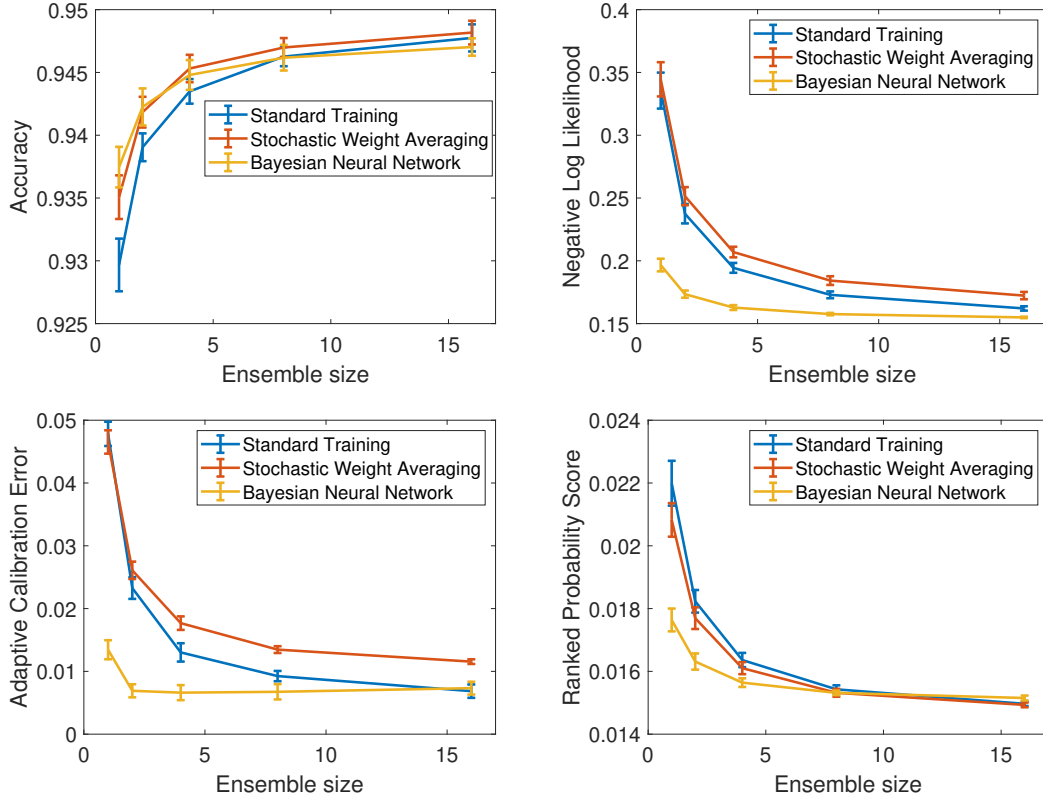 0.95
0.945
0.94
0.935
0.93
0.925
0
5
10
15
Accuracy
Ensemble size
Standard Training
Stochastic Weight Averaging
Bayesian Neural Network
0.4
0.35
0.3
0.25
0.2
0.15
0
5
10
15
Negative Log Likelihood
Ensemble size
Standard Training
Stochastic Weight Averaging
Bayesian Neural Network
0.05
0.04
0.03
0.02
0.01
0
0
5
10
15
Adaptive Calibration Error
Ensemble size
Standard Training
Stochastic Weight Averaging
Bayesian Neural Network
0.024
0.022
0.02
0.018
0.016
0.014
0
5
10
15
Ranked Probability Score
Ensemble size
Standard Training
Stochastic Weight Averaging
Bayesian Neural Network